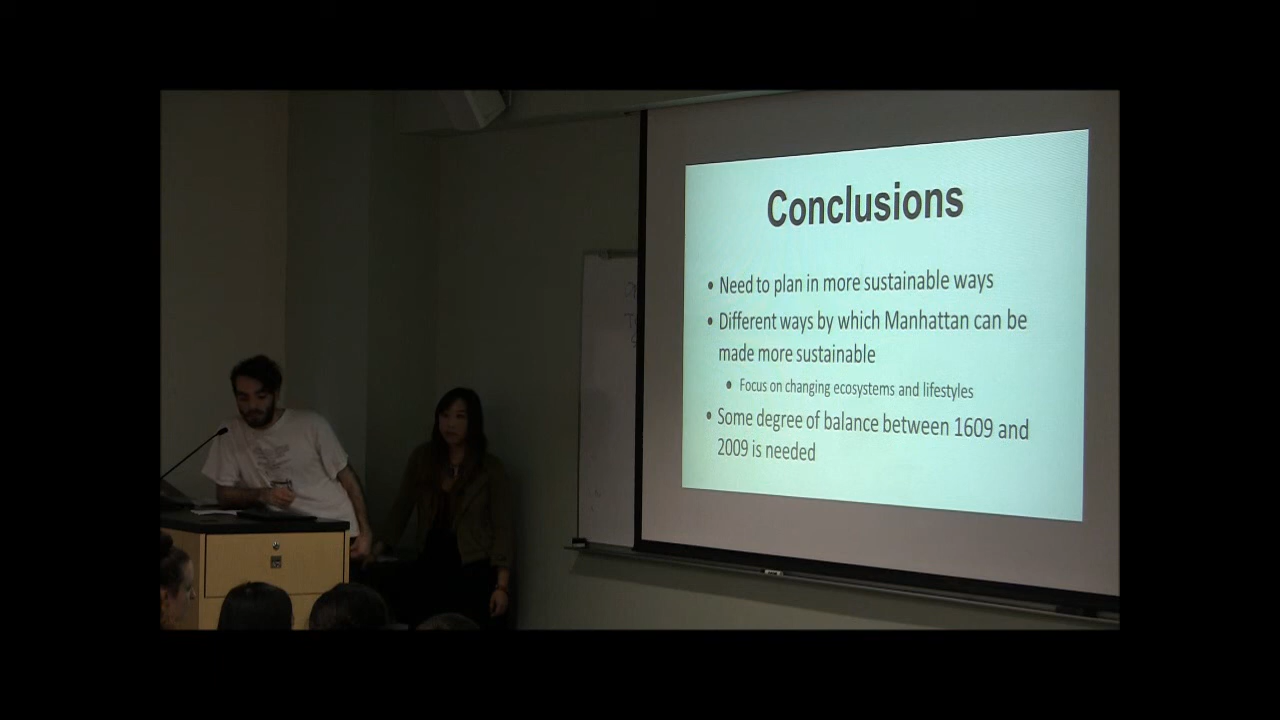 Conclusions
• Need to plan in more sustainable ways
• Different ways by which Manhattan can be
made more sustainable
• Focus on changing ecosystems and lifestyles
• Some degree of balance between 1609 and
2009 is needed